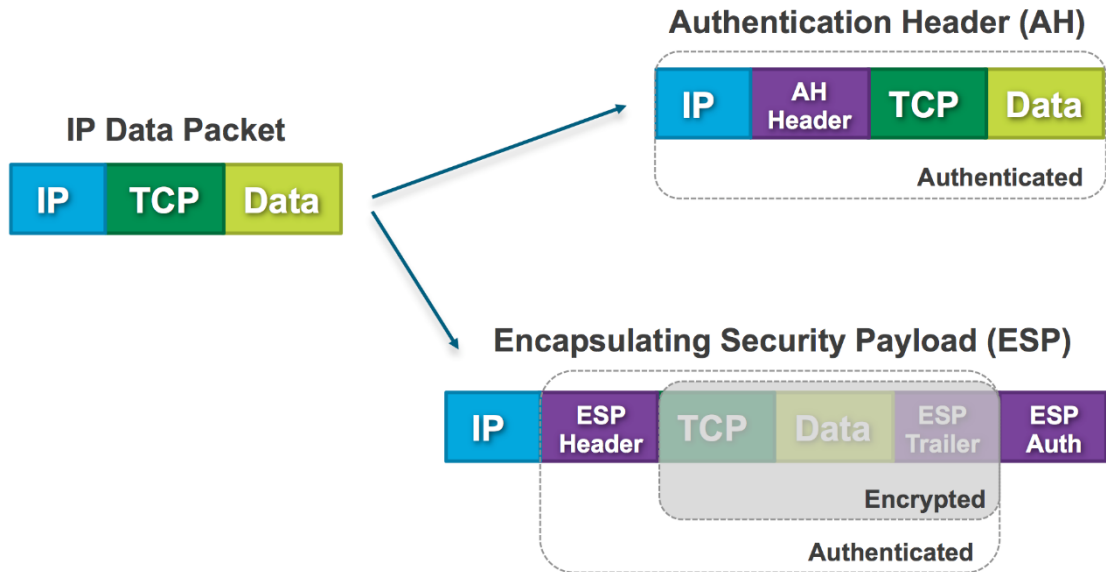 Authentication Header (AH)
IP
AH
Header
TCP
Data
Authenticated
IP Data Packet
IP
TCP
Data
Encapsulating Security Payload (ESP)
IP
ESP
Header
TCP
Data
ESP
Trailer
ESP
Auth
Encrypted
Authenticated